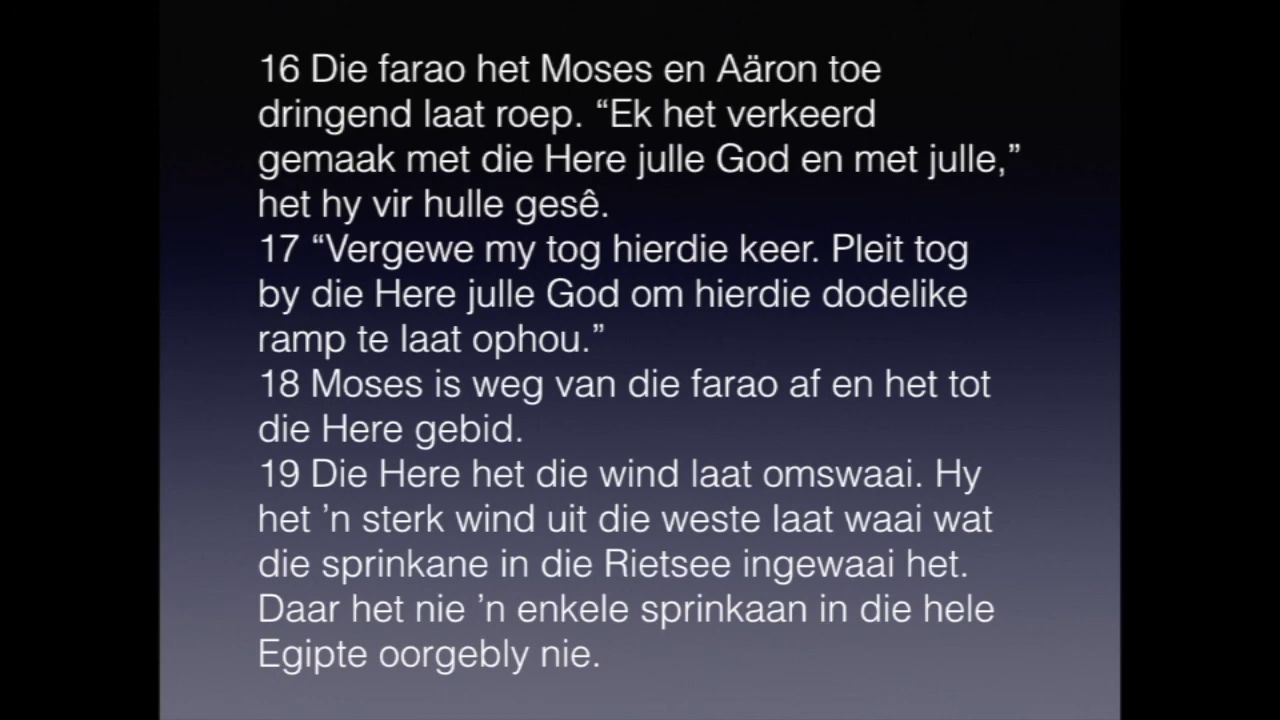 16 Die farao het Moses en Aäron toe
dringend laat roep. “Ek het verkeerd
gemaak met die Here julle God en met julle,”
het hy vir hulle gesê.
17 “Vergewe my tog hierdie keer. Pleit tog
by die Here julle God om hierdie dodelike
ramp te laat ophou.”
18 Moses is weg van die farao af en het tot
die Here gebid.
19 Die Here het die wind laat omswaai. Hy
het ’n sterk wind uit die weste laat waai wat
die sprinkane in die Rietsee ingewaai het.
Daar het nie ’n enkele sprinkaan in die hele
Egipte oorgebly nie.